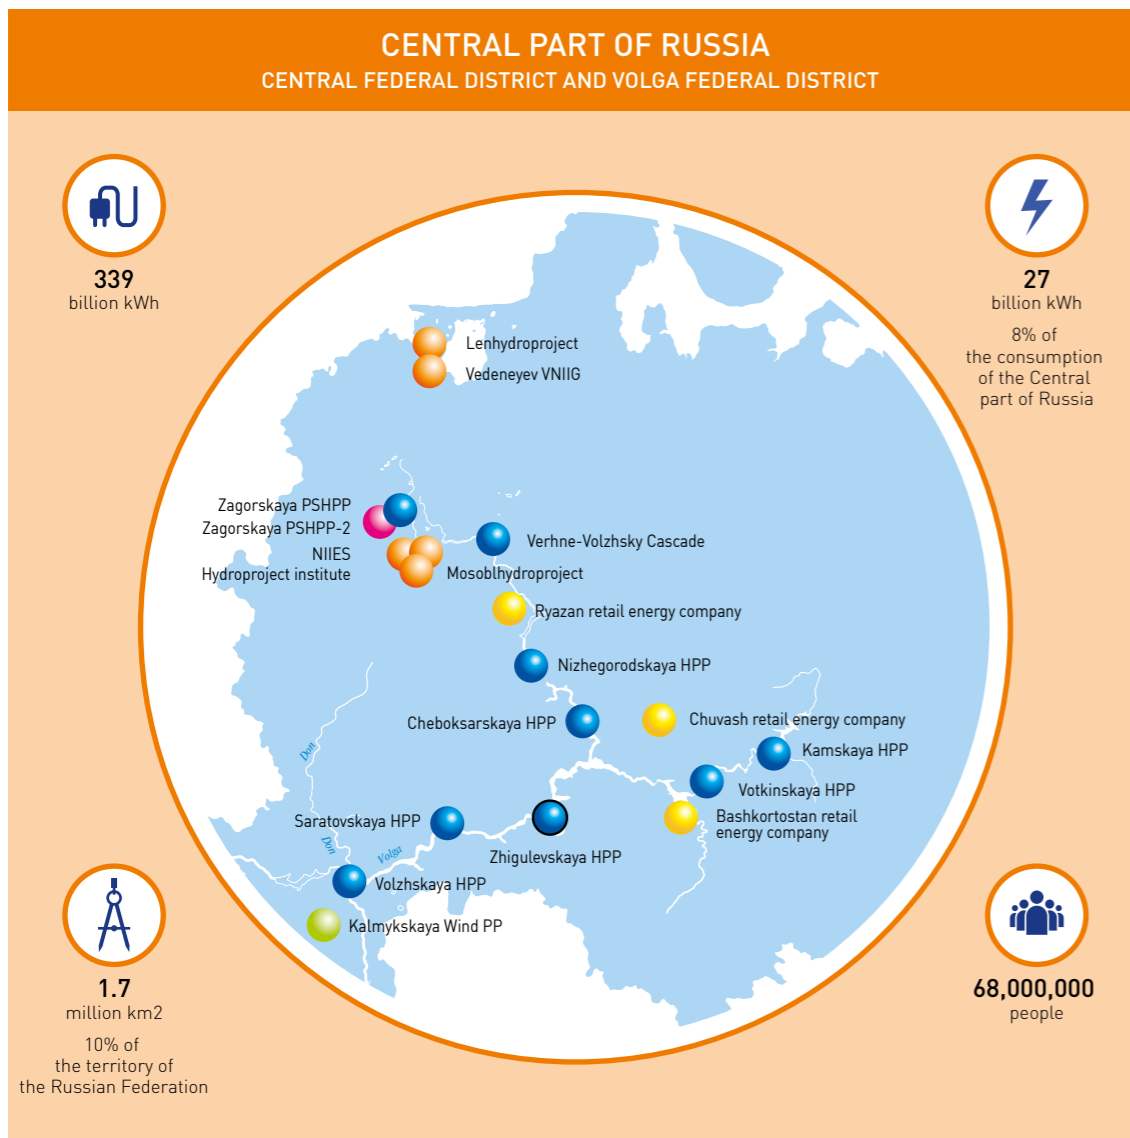 CENTRAL PART OF RUSSIA
CENTRAL FEDERAL DISTRICT AND VOLGA FEDERAL DISTRICT
339
billion kWh
27
billion kWh
8% of
the consumption
of the Central
part of Russia
Lenhydroproject
Vedeneyev VNIIG
Zagorskaya PSHPP
Zagorskaya PSHPP-2
NIIES
Hydroproject institute
Verhne-Volzhsky Cascade
Mosoblhydroproject
Ryazan retail energy company
Nizhegorodskaya HPP
Cheboksarskaya HPP
Chuvash retail energy company
Kamskaya HPP
Don
Votkinskaya HPP
Bashkortostan retail
energy company
Saratovskaya HPP
Zhigulevskaya HPP
Don
Volga
Volzhskaya HPP
Kalmykskaya Wind PP
1.7
million km2
10% of
the territory of
the Russian Federation
68,000,000
people